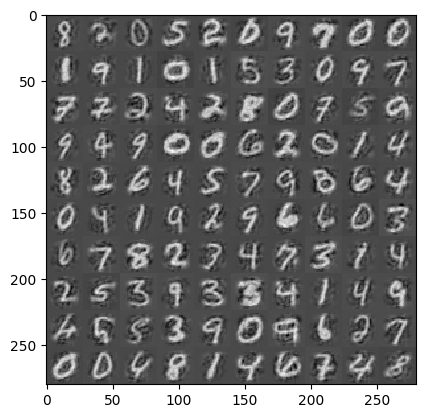 0
8 2 0 5 2 0 9 7 0 0
1 9 1 0 1 5 3 0 9 7
50
7 7 2 4 2 8 0 7 5 9
9 4 9 0 0 6 2 0 1 4
100
8 2 6 4 5 7 9 6 4
150
0 4 1 9 2 9 6 6 0 3
6 7 8 2 7 4 7 3 1 4
200
2 5 3 9 3 3 4 1 4 9
4 5 5 3 9 0 9 6 2 7
250
0 0 4 8 1 4 6 7 4 8
0 50 100 150 200 250